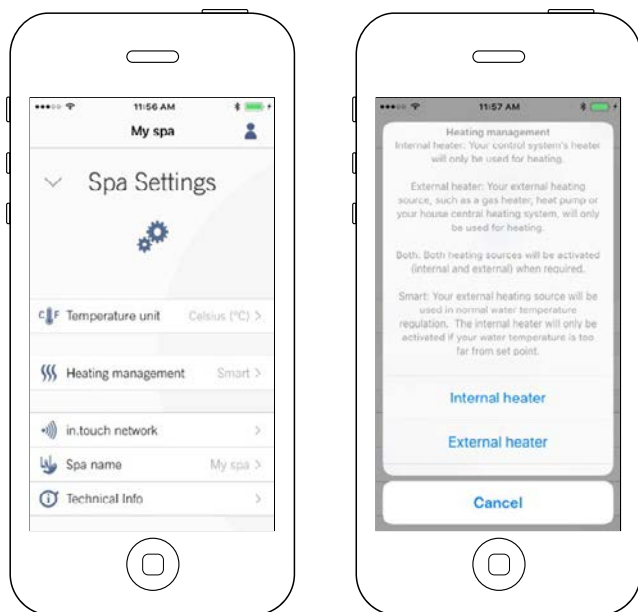 11:56 AM
My spa
Spa Settings
C F Temperature unit Celsius (°C) >
Heating management Smart >
in.touch network >
Spa name My spa >
Technical Info >
11:57 AM
Heating management
Internal heater: Your control system's heater
will only be used for heating.
External heater: Your external heating
source, such as a gas heater, heat pump or
your house central heating system, will only
be used for heating.
Both: Both heating sources will be activated
(internal and external) when required.
Smart: Your external heating source will be
used in normal water temperature
regulation. The internal heater will only be
activated if your water temperature is too
far from set point.
Internal heater
External heater
Cancel